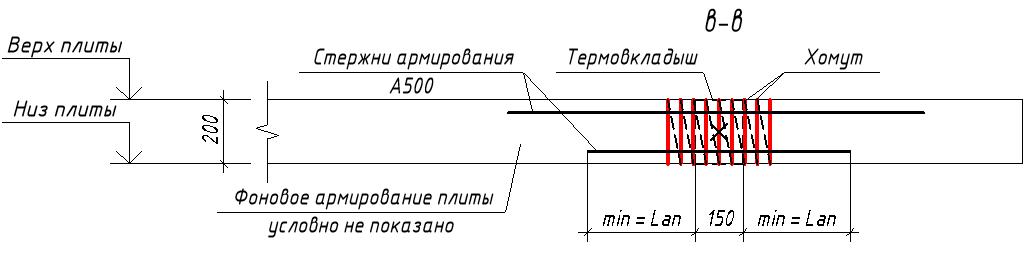 в-в
Верх плиты
Стержни армирования
А500
Термовкладыш
Хомут
Низ плиты
200
Фоновое армирование плиты
условно не показано
min = Lan
150
min = Lan